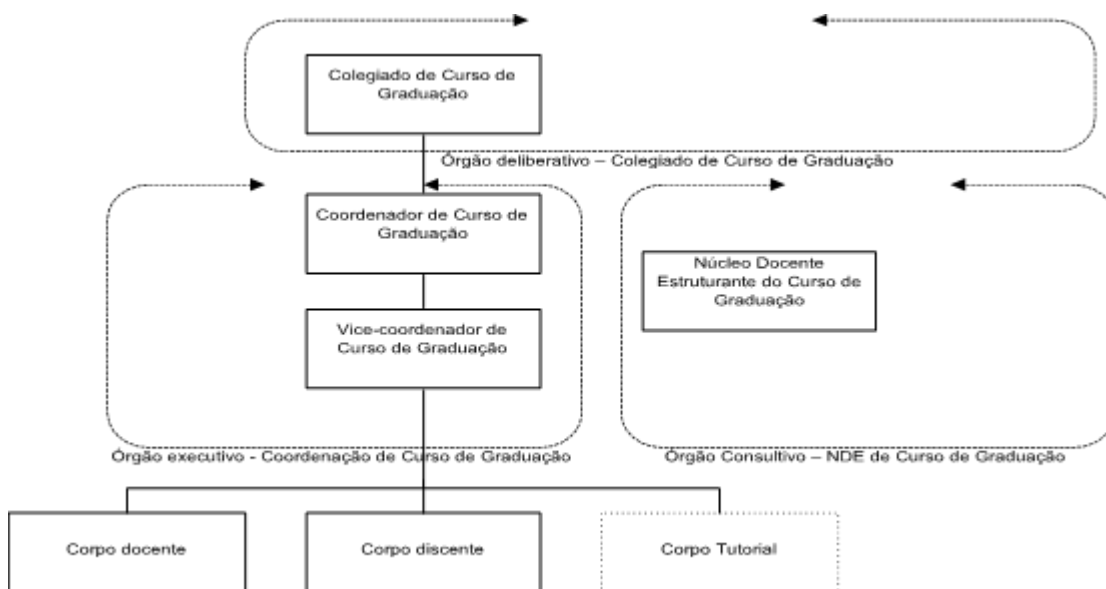 Colegiado de Curso de
Graduação
Órgão deliberativo – Colegiado de Curso de Graduação
Coordenador de Curso de
Graduação
Vice-coordenador de
Curso de Graduação
Órgão executivo - Coordenação de Curso de Graduação
Núcleo Docente
Estruturante do Curso de
Graduação
Órgão Consultivo – NDE de Curso de Graduação
Corpo docente
Corpo discente
Corpo Tutorial